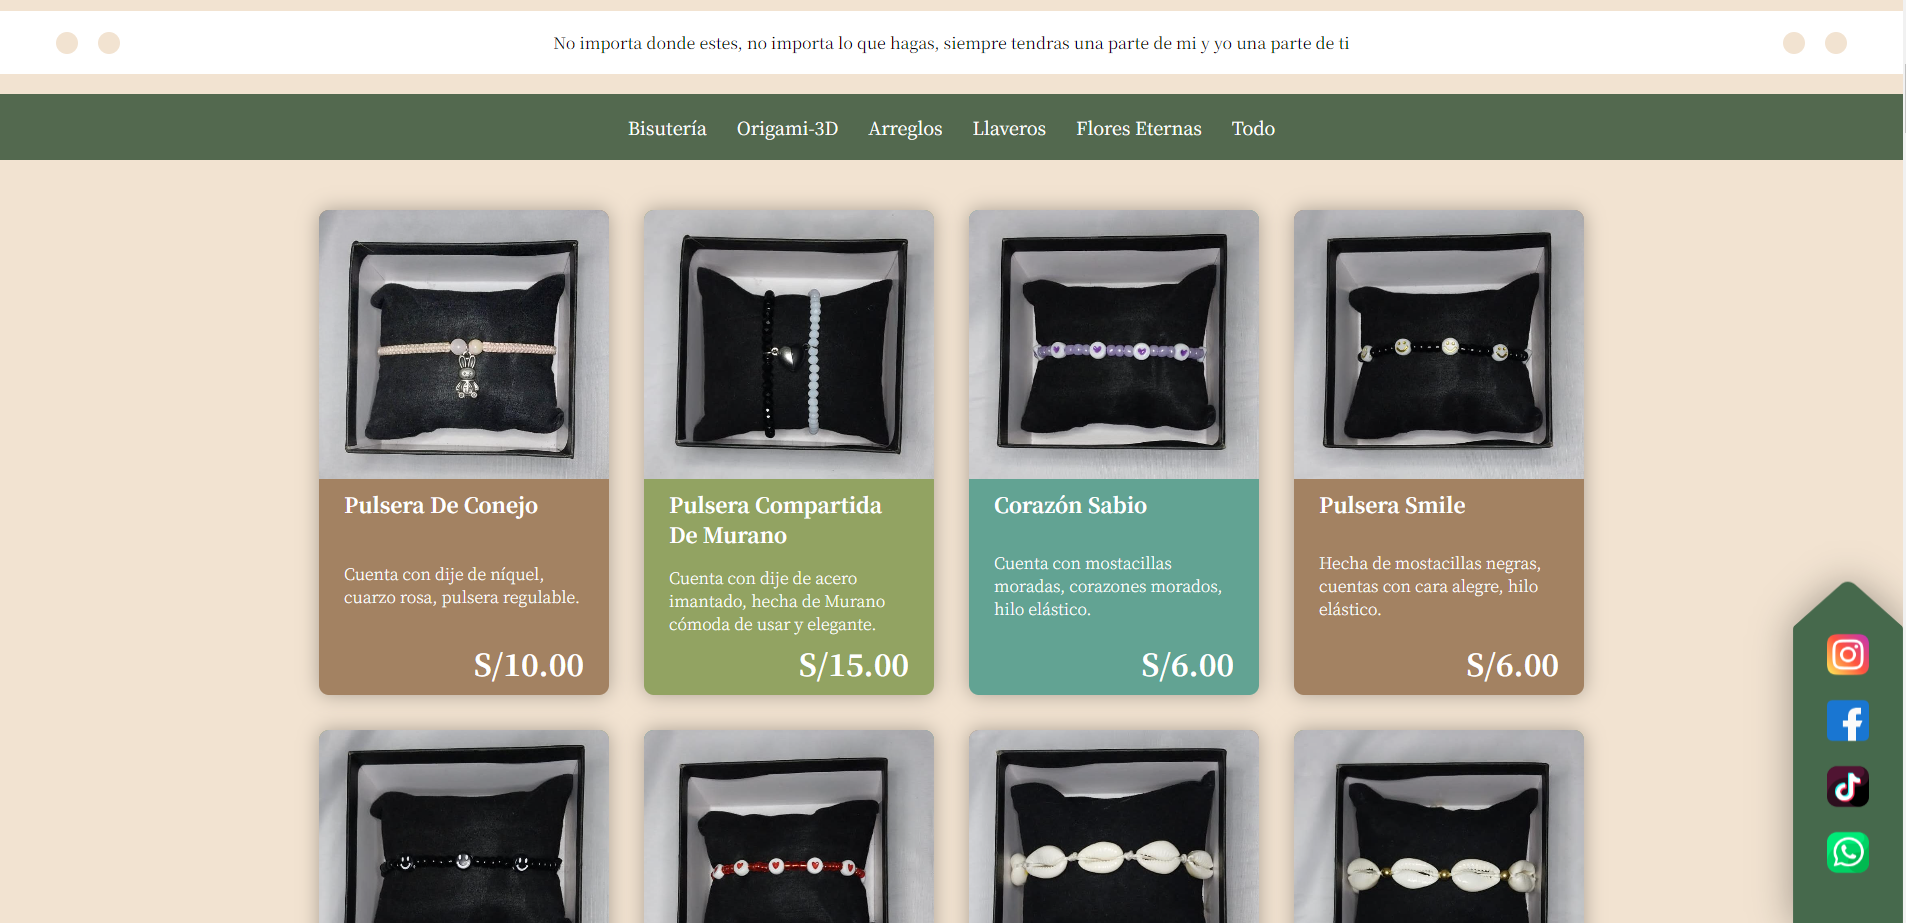 No importa donde estes, no importa lo que hagas, siempre tendras una parte de mi y yo una parte de ti
Bisutería Origami-3D Arreglos Llaveros Flores Eternas Todo
Pulsera De Conejo
Cuenta con dije de níquel,
cuarzo rosa, pulsera regulable.
S/10.00
Pulsera Compartida
De Murano
Cuenta con dije de acero
imantado, hecha de Murano
cómoda de usar y elegante.
S/15.00
Corazón Sabio
Cuenta con mostacillas
moradas, corazones morados,
hilo elástico.
S/6.00
Pulsera Smile
Hecha de mostacillas negras,
cuentas con cara alegre, hilo
elástico.
S/6.00